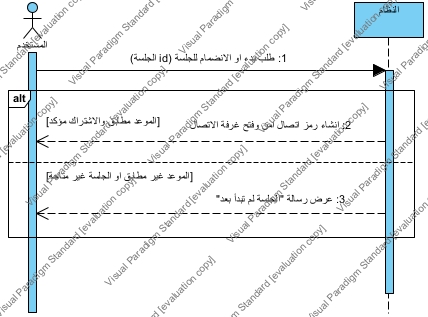 المستخدم
النظام
1: طلب بدء او الانضمام للجلسة (id الجلسة)
alt
[الموعد مطابق والاشتراك مؤكد]
2: إنشاء رمز اتصال آمن وفتح غرفة الاتصال
[الموعد غير مطابق او الجلسة غير متاحة]
3: عرض رسالة "الجلسة لم تبدأ بعد"
Visual Paradigm Standard [evaluation copy]